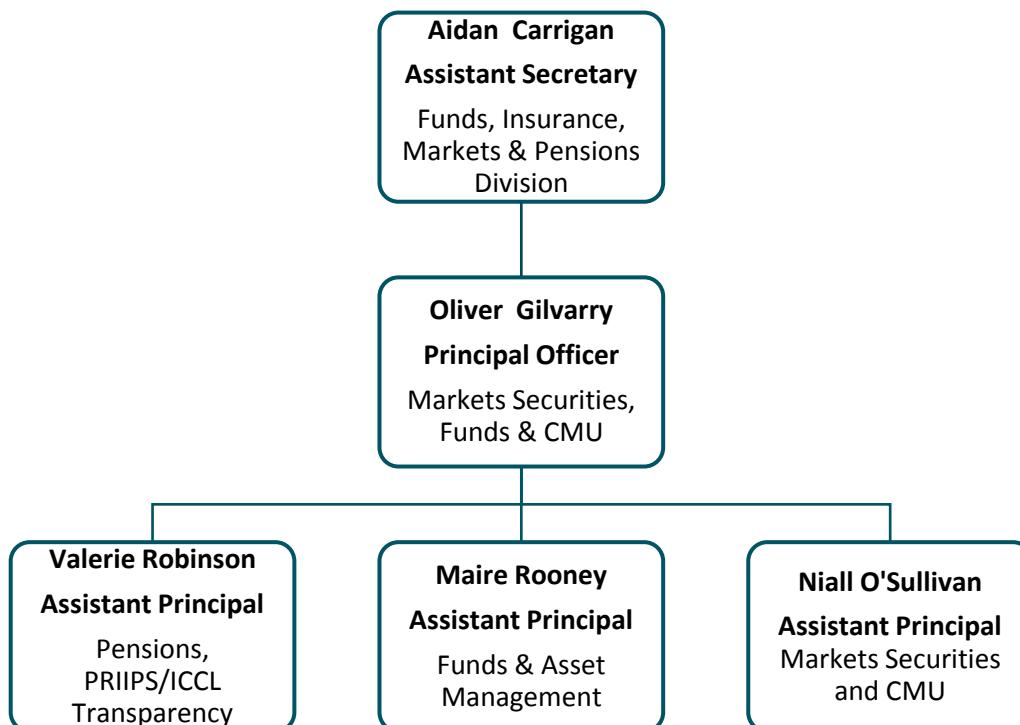 Aidan  Carrigan
Assistant Secretary
Funds, Insurance,
Markets & Pensions
Division
Oliver  Gilvarry
Principal Officer
Markets Securities,
Funds & CMU
Valerie Robinson
Assistant Principal
Pensions,
PRIIPS/ICCL
Transparency
Maire Rooney
Assistant Principal
Funds & Asset
Management
Niall O'Sullivan
Assistant Principal
Markets Securities
and CMU